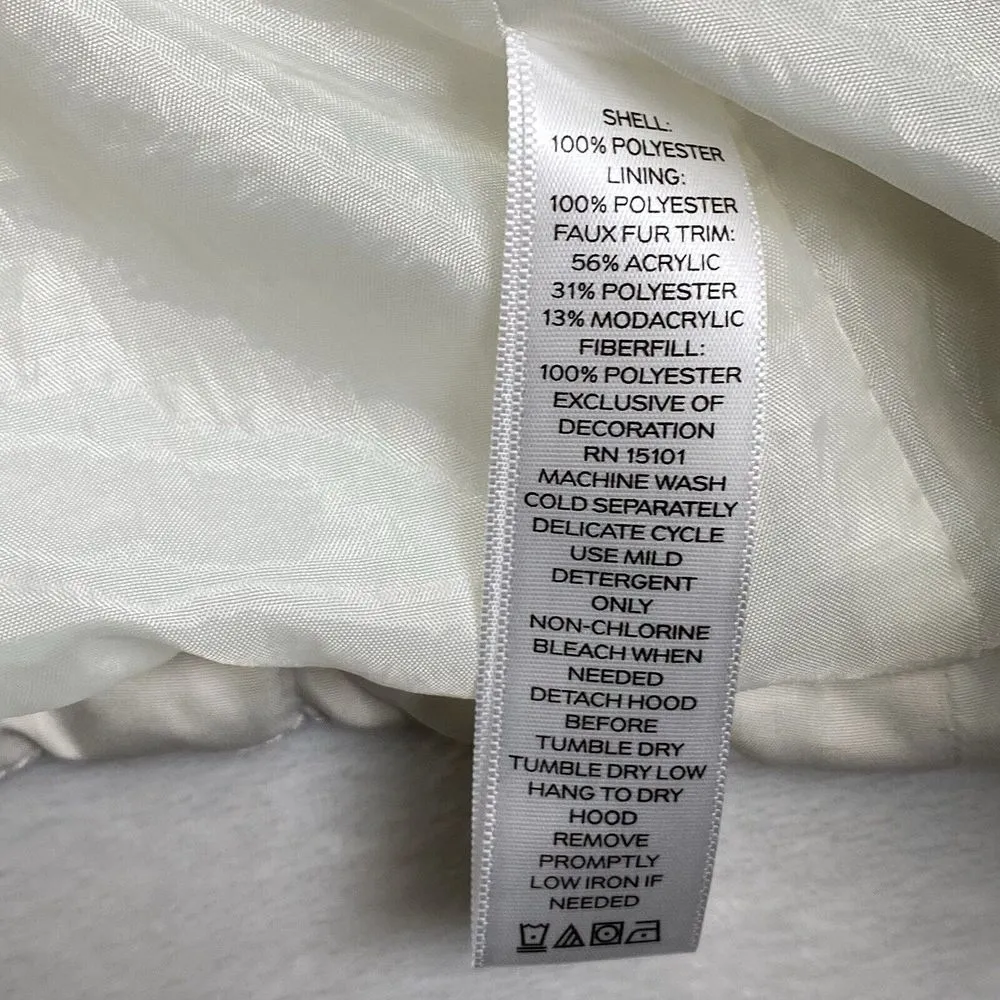 SHELL:
100% POLYESTER
LINING:
100% POLYESTER
FAUX FUR TRIM:
56% ACRYLIC
31% POLYESTER
13% MODACRYLIC
FIBERFILL:
100% POLYESTER
EXCLUSIVE OF
DECORATION
RN 15101
MACHINE WASH
COLD SEPARATELY
DELICATE CYCLE
USE MILD
DETERGENT
ONLY
NON-CHLORINE
BLEACH WHEN
NEEDED
DETACH HOOD
BEFORE
TUMBLE DRY
TUMBLE DRY LOW
HANG TO DRY
HOOD
REMOVE
PROMPTLY
LOW IRON IF
NEEDED